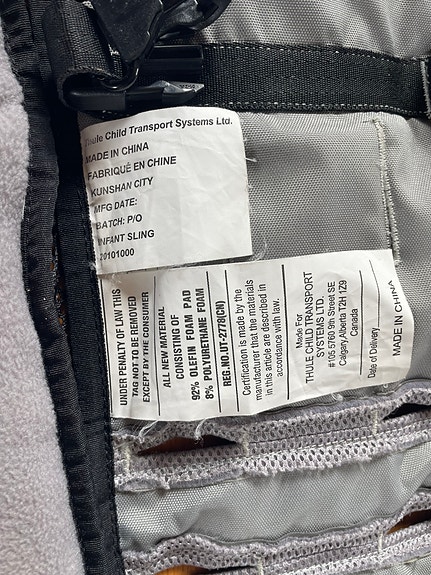 Thule Child Transport Systems Ltd.
MADE IN CHINA
FABRIQUÉ EN CHINE
KUNSHAN CITY
MFG DATE:
BATCH: P/O
INFANT SLING
20101000
UNDER PENALTY OF LAW THIS
TAG NOT TO BE REMOVED
EXCEPT BY THE CONSUMER
ALL NEW MATERIAL
CONSISTING OF
92% OLEFIN FOAM PAD
8% POLYURETHANE FOAM
REG.NO.UT-2778(CN)
Certification is made by the
manufacturer that the materials
in this article are described in
accordance with law.
Made For
THULE CHILD TRANSPORT
SYSTEMS LTD.
#105 5760 9th Street SE
Calgary,Alberta T2H 1Z9
Canada
Date of Delivery
MADE IN CHINA